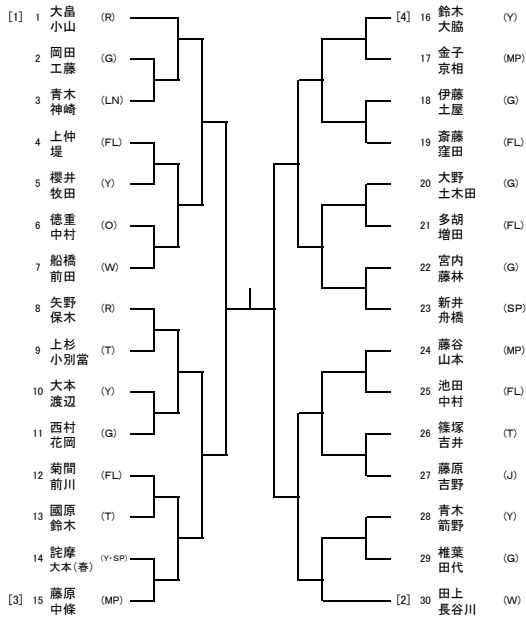 [1] 1 大畠 小山 (R)
2 岡田 工藤 (G)
3 青木 神崎 (LN)
4 上仲 堤 (FL)
5 櫻井 牧田 (Y)
6 徳重 中村 (O)
7 船橋 前田 (W)
8 矢野 保木 (R)
9 上杉 小別當 (T)
10 大本 渡辺 (Y)
11 西村 花岡 (G)
12 菊間 前川 (FL)
13 國原 鈴木 (T)
14 詫摩 大本(春) (Y・SP)
[3] 15 藤原 中條 (MP)
[4] 16 鈴木 大脇 (Y)
17 金子 京相 (MP)
18 伊藤 土屋 (G)
19 斎藤 窪田 (FL)
20 大野 土木田 (G)
21 多胡 増田 (FL)
22 宮内 藤林 (G)
23 新井 舟橋 (SP)
24 藤谷 山本 (MP)
25 池田 中村 (FL)
26 篠塚 吉井 (T)
27 藤原 吉野 (J)
28 青木 箭野 (Y)
29 椎葉 田代 (G)
[2] 30 田上 長谷川 (W)